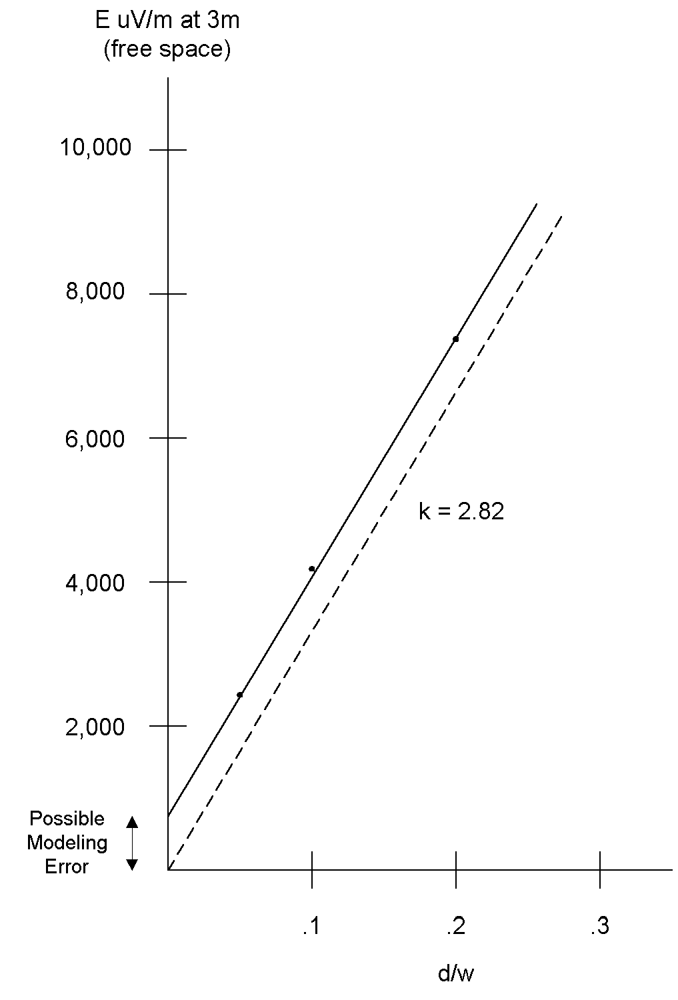 E uV/m at 3m
(free space)
10,000
8,000
6,000
k = 2.82
4,000
2,000
Possible
Modeling
Error
.1 .2 .3
d/w